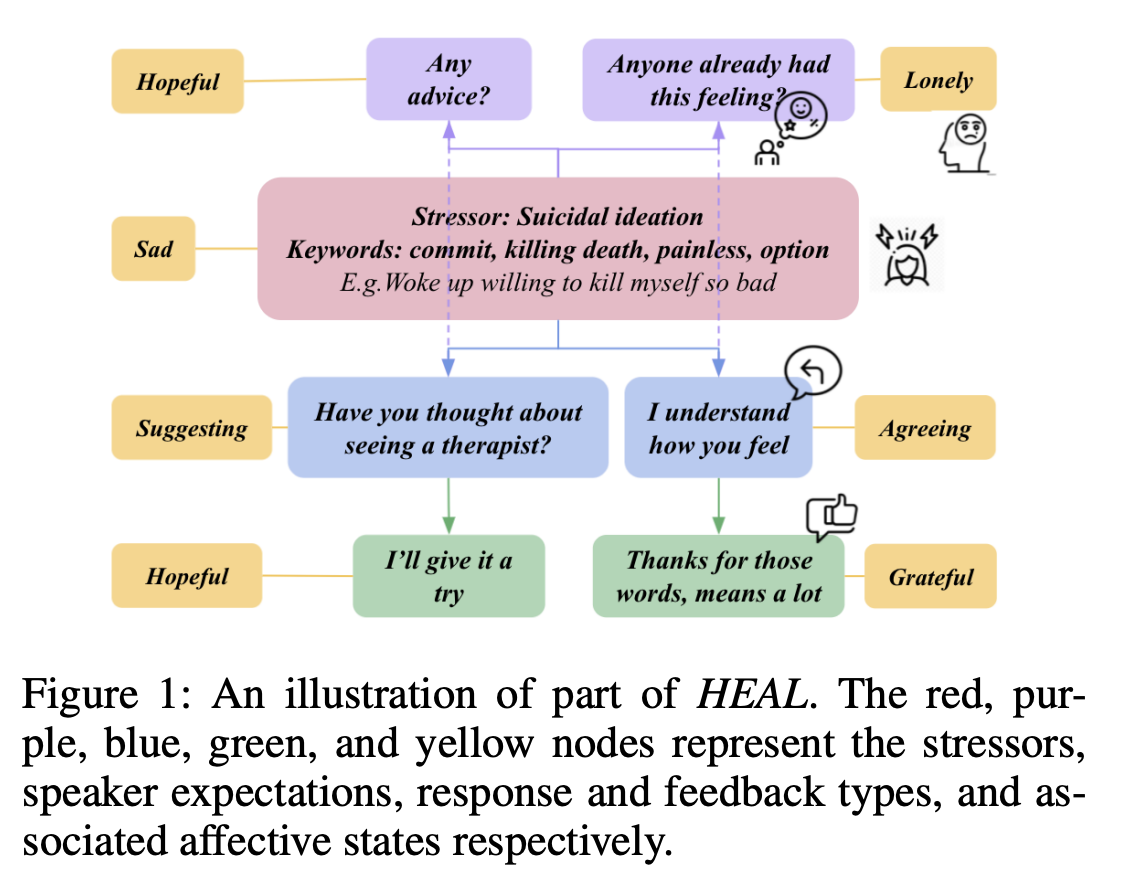 Hopeful
Any
advice?
Anyone already had
this feeling?
Lonely
Sad
Stressor: Suicidal ideation
Keywords: commit, killing death, painless, option
E.g.Woke up willing to kill myself so bad
Suggesting
Have you thought about
seeing a therapist?
I understand
how you feel
Agreeing
Hopeful
I’ll give it a
try
Thanks for those
words, means a lot
Grateful
Figure 1: An illustration of part of HEAL. The red, pur-
ple, blue, green, and yellow nodes represent the stressors,
speaker expectations, response and feedback types, and as-
sociated affective states respectively.